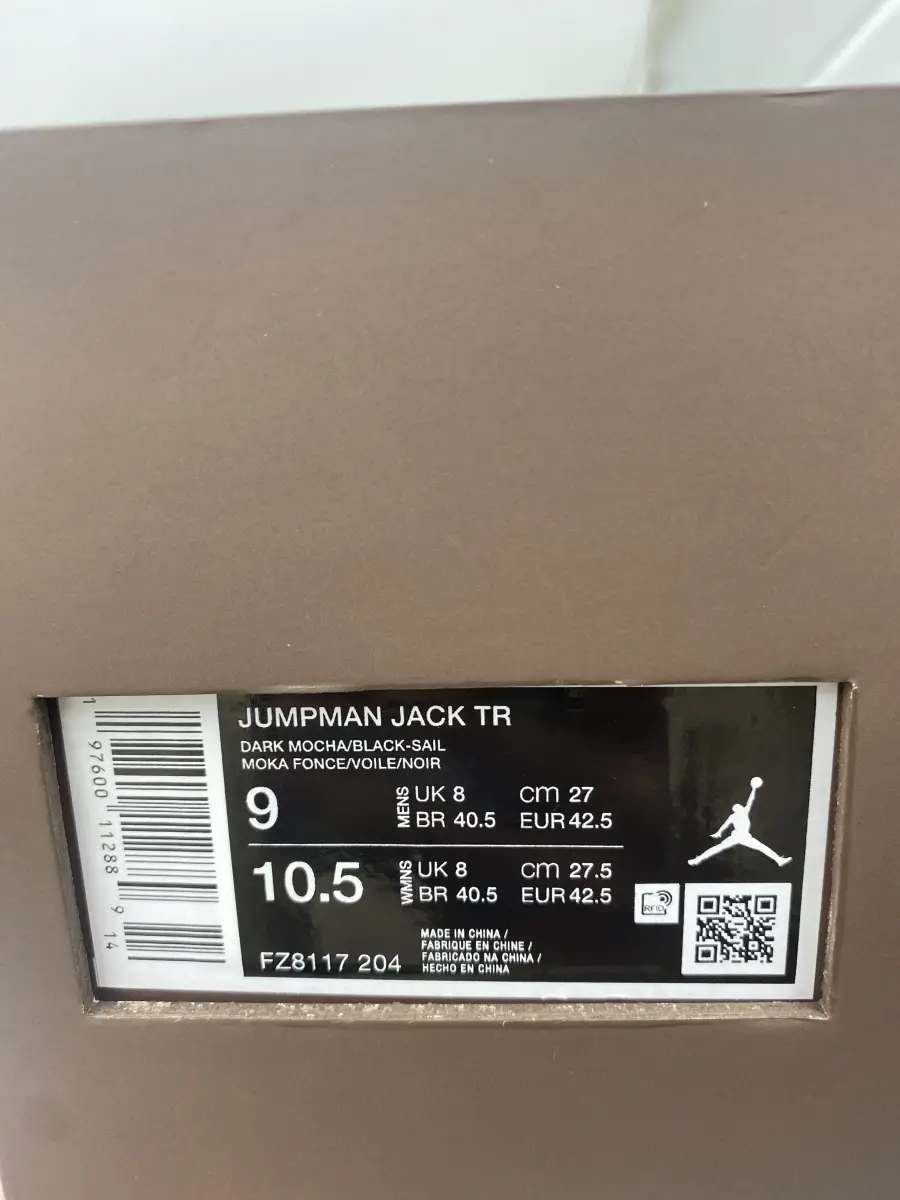 JUMPMAN JACK TR
DARK MOCHA/BLACK-SAIL
MOKA FONCE/VOILE/NOIR
9 MENS UK 8 cm 27
BR 40.5 EUR 42.5
10.5 WMNS UK 8 cm 27.5
BR 40.5 EUR 42.5
RFID
FZ8117 204
MADE IN CHINA /
FABRIQUE EN CHINE /
FABRICADO NA CHINA /
HECHO EN CHINA
1 97600 11288 9 14